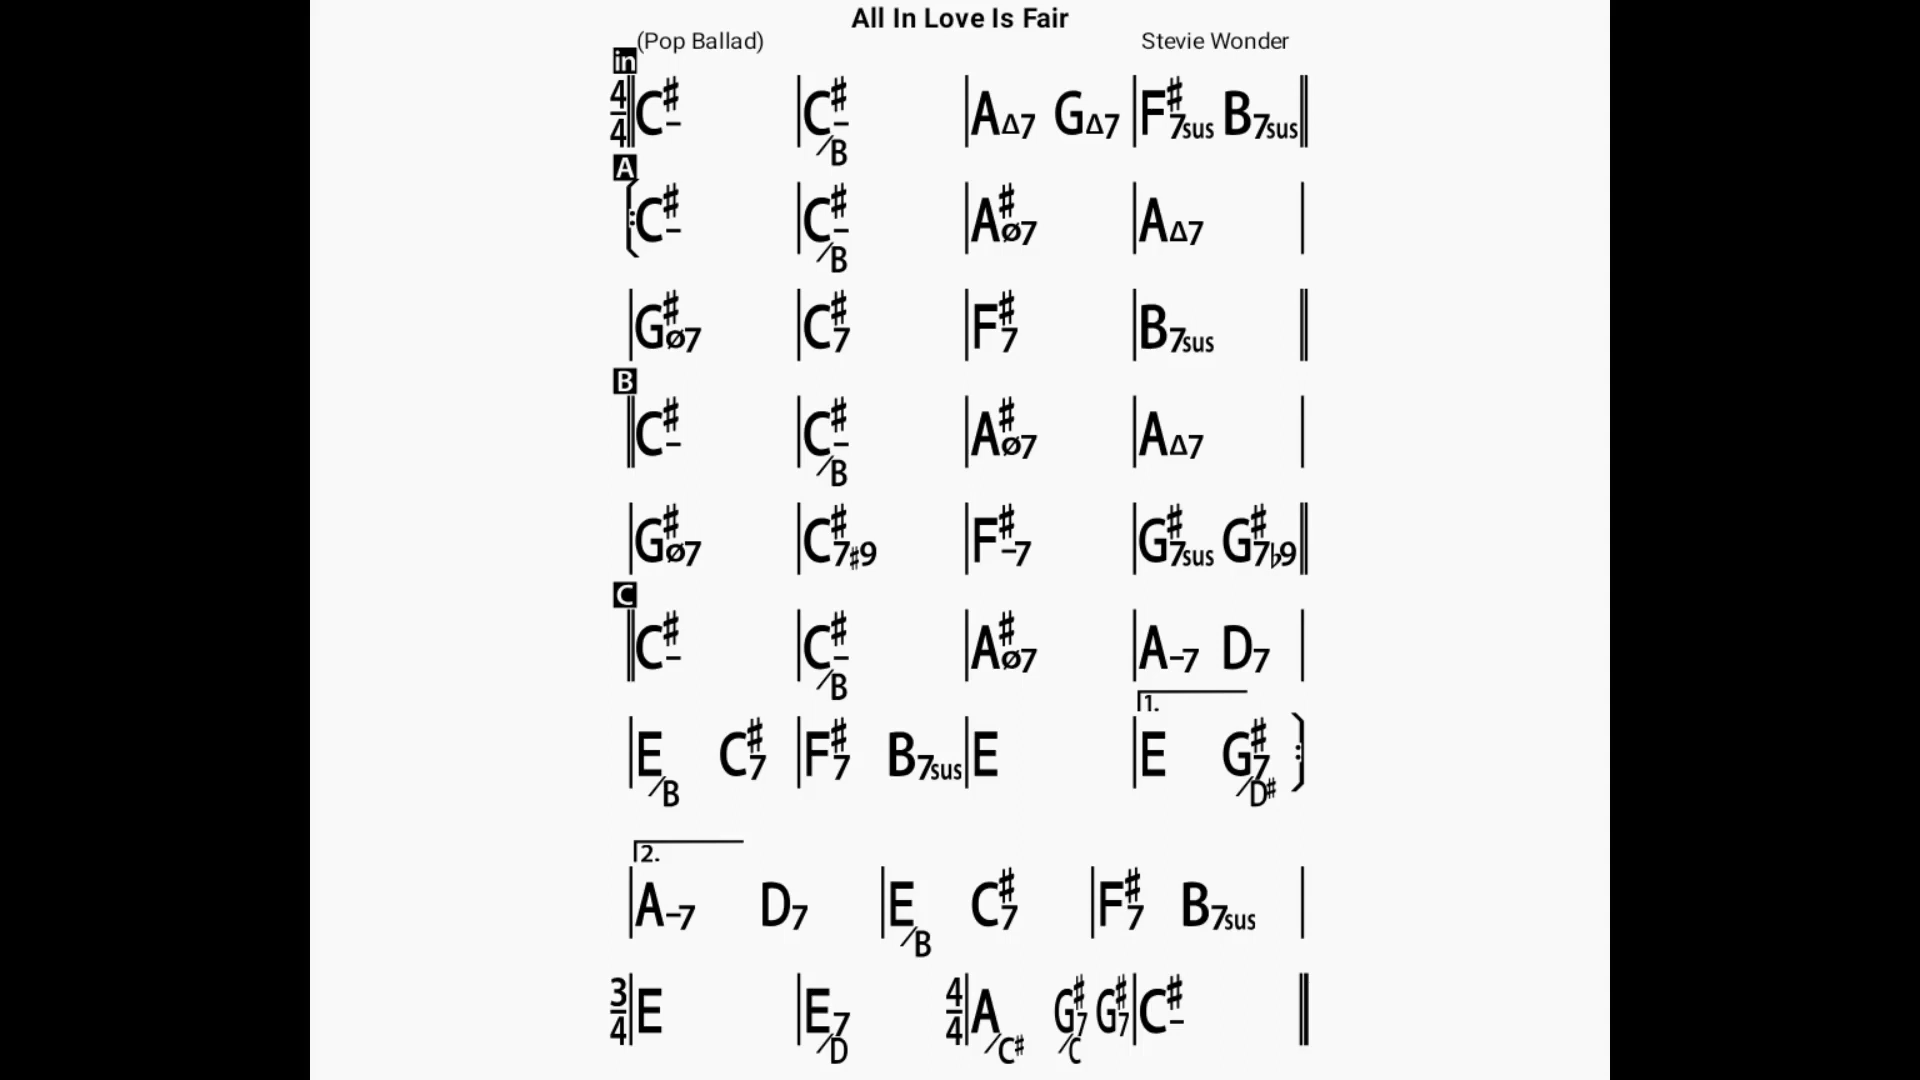 All In Love Is Fair
(Pop Ballad) Stevie Wonder
in
4/4 C♯– C♯–/B AΔ7 GΔ7 F♯7sus B7sus
A
C♯– C♯–/B A♯ø7 AΔ7
G♯ø7 C♯7 F♯7 B7sus
B
C♯– C♯–/B A♯ø7 AΔ7
G♯ø7 C♯7♯9 F♯–7 G♯7sus G♯7♭9
C
C♯– C♯–/B A♯ø7 A–7 D7
1.
E/B C♯7 F♯7 B7sus E E G♯7/D♯
2.
A–7 D7 E/B C♯7 F♯7 B7sus
3/4 E E7/D 4/4 A/C♯ G♯7/C G♯7 C♯–